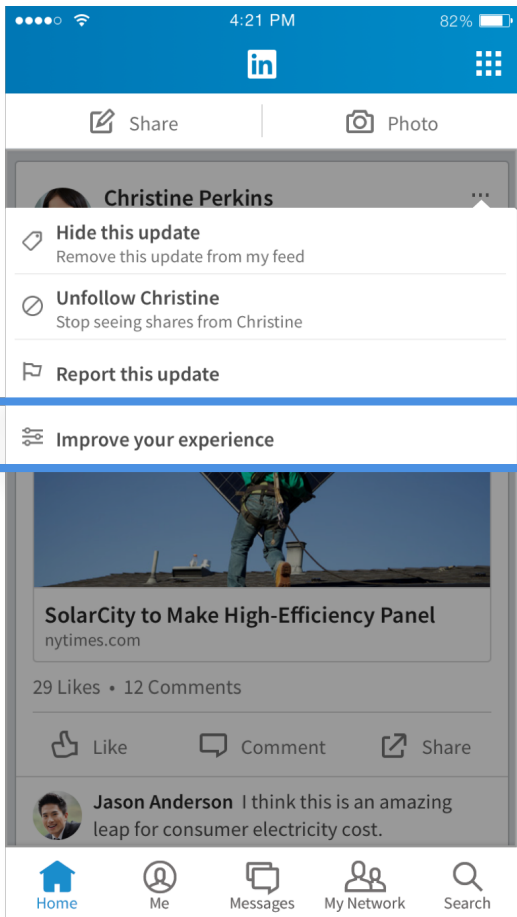 4:21 PM
82%
in
Share
Photo
Christine Perkins
Hide this update
Remove this update from my feed
Unfollow Christine
Stop seeing shares from Christine
Report this update
Improve your experience
SolarCity to Make High-Efficiency Panel
nytimes.com
29 Likes • 12 Comments
Like
Comment
Share
Jason Anderson I think this is an amazing
leap for consumer electricity cost.
Home
Me
Messages
My Network
Search